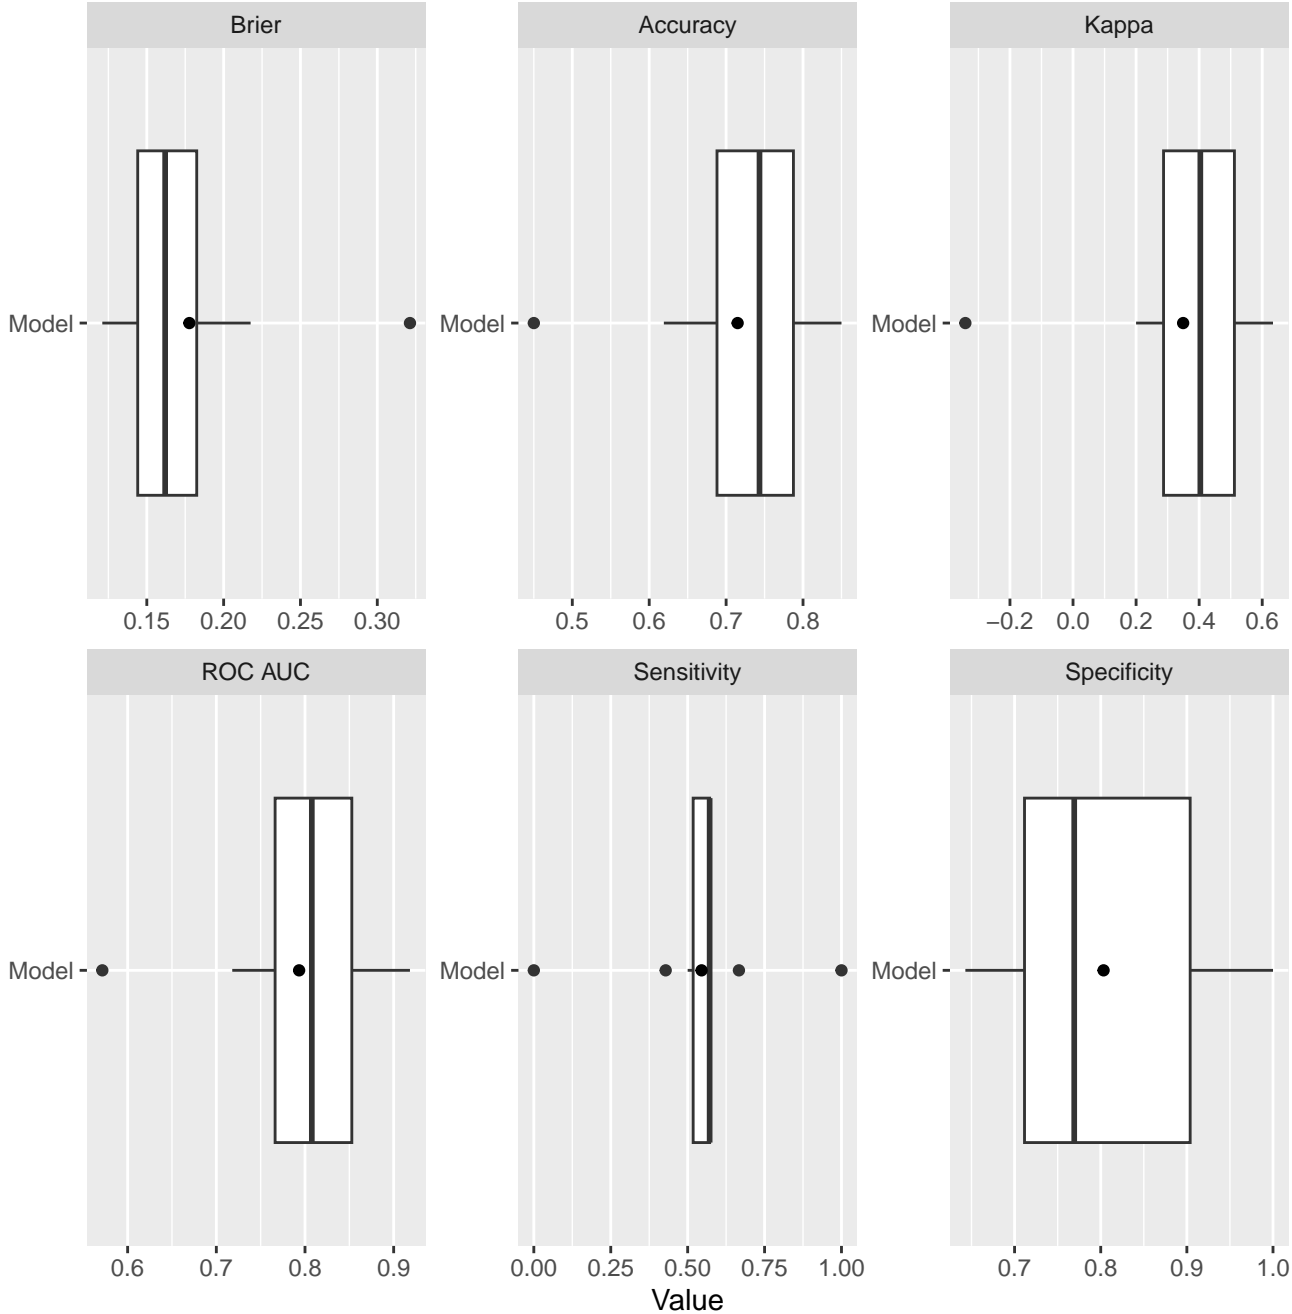 Brier Accuracy Kappa
Model Model Model
0.15 0.20 0.25 0.30 0.5 0.6 0.7 0.8 −0.2 0.0 0.2 0.4 0.6
ROC AUC Sensitivity Specificity
Model Model Model
0.6 0.7 0.8 0.9 0.00 0.25 0.50 0.75 1.00 0.7 0.8 0.9 1.0
Value